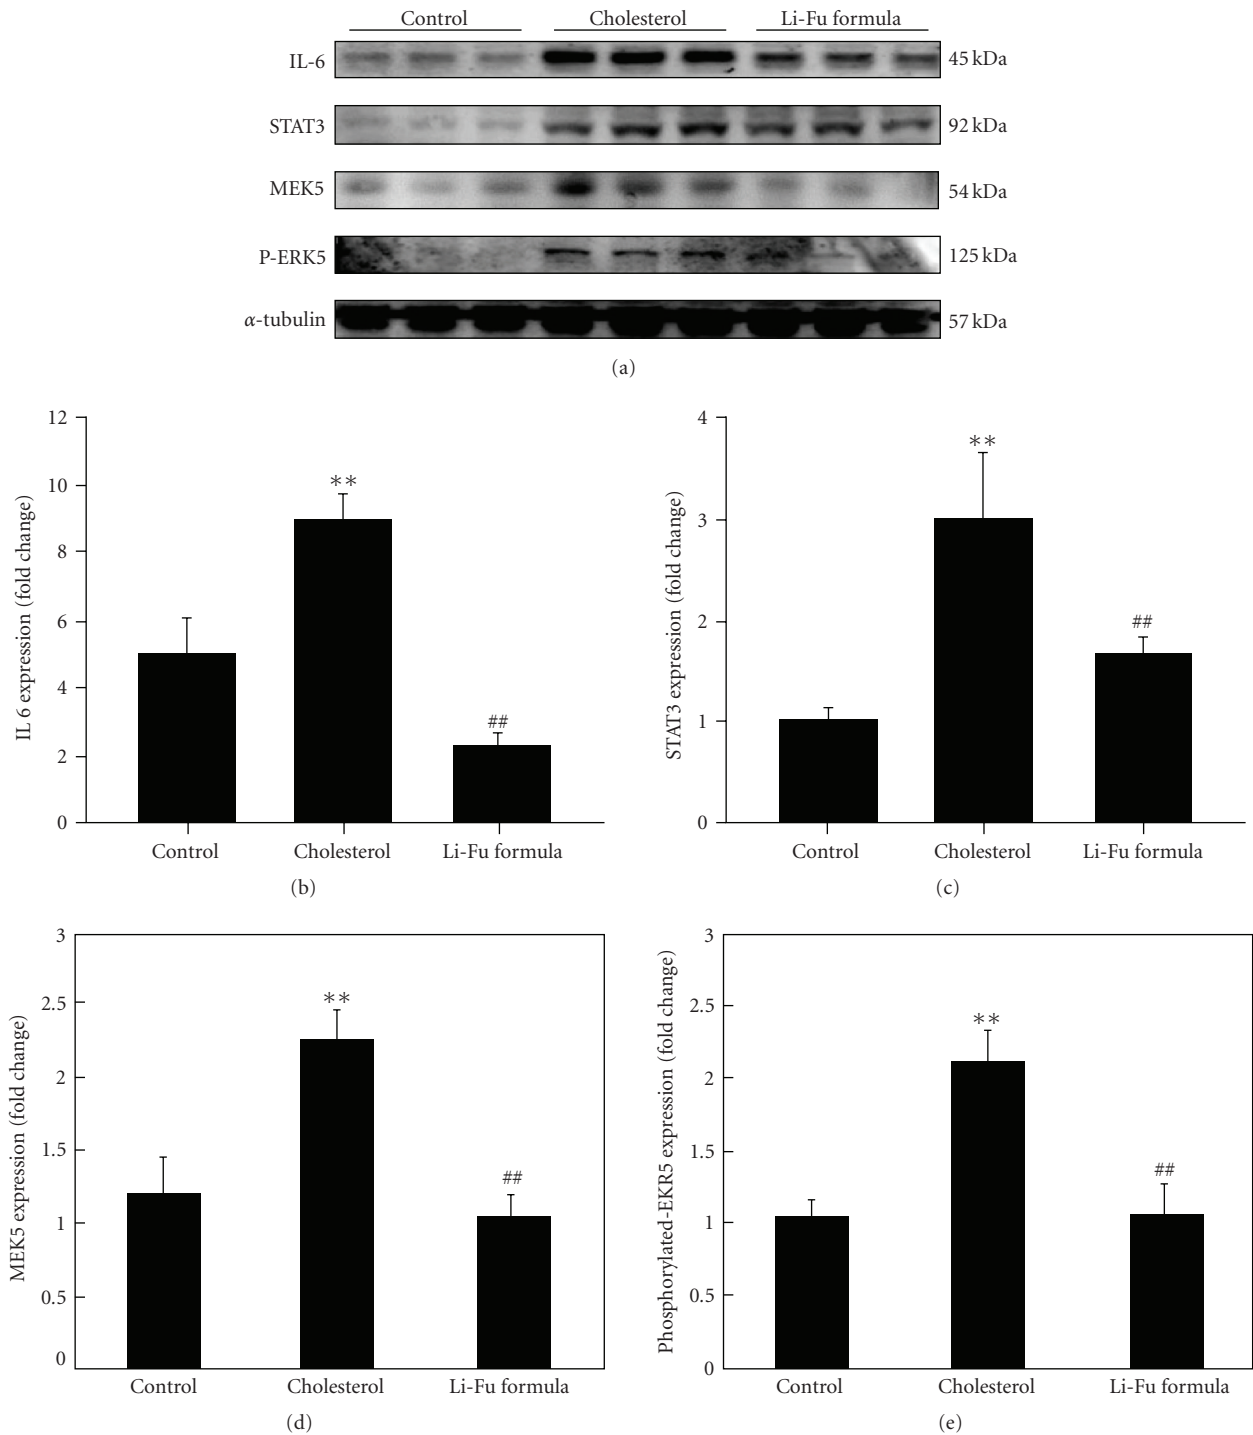 Control Cholesterol Li-Fu formula
IL-6 45 kDa
STAT3 92 kDa
MEK5 54 kDa
P-ERK5 125 kDa
α-tubulin 57 kDa
(a)
IL 6 expression (fold change)
12
10
8
6
4
2
0
**
##
Control Cholesterol Li-Fu formula
(b)
STAT3 expression (fold change)
4
3
2
1
0
**
##
Control Cholesterol Li-Fu formula
(c)
MEK5 expression (fold change)
3
2.5
2
1.5
1
0.5
0
**
##
Control Cholesterol Li-Fu formula
(d)
Phosphorylated-EKR5 expression (fold change)
3
2.5
2
1.5
1
0.5
0
**
##
Control Cholesterol Li-Fu formula
(e)